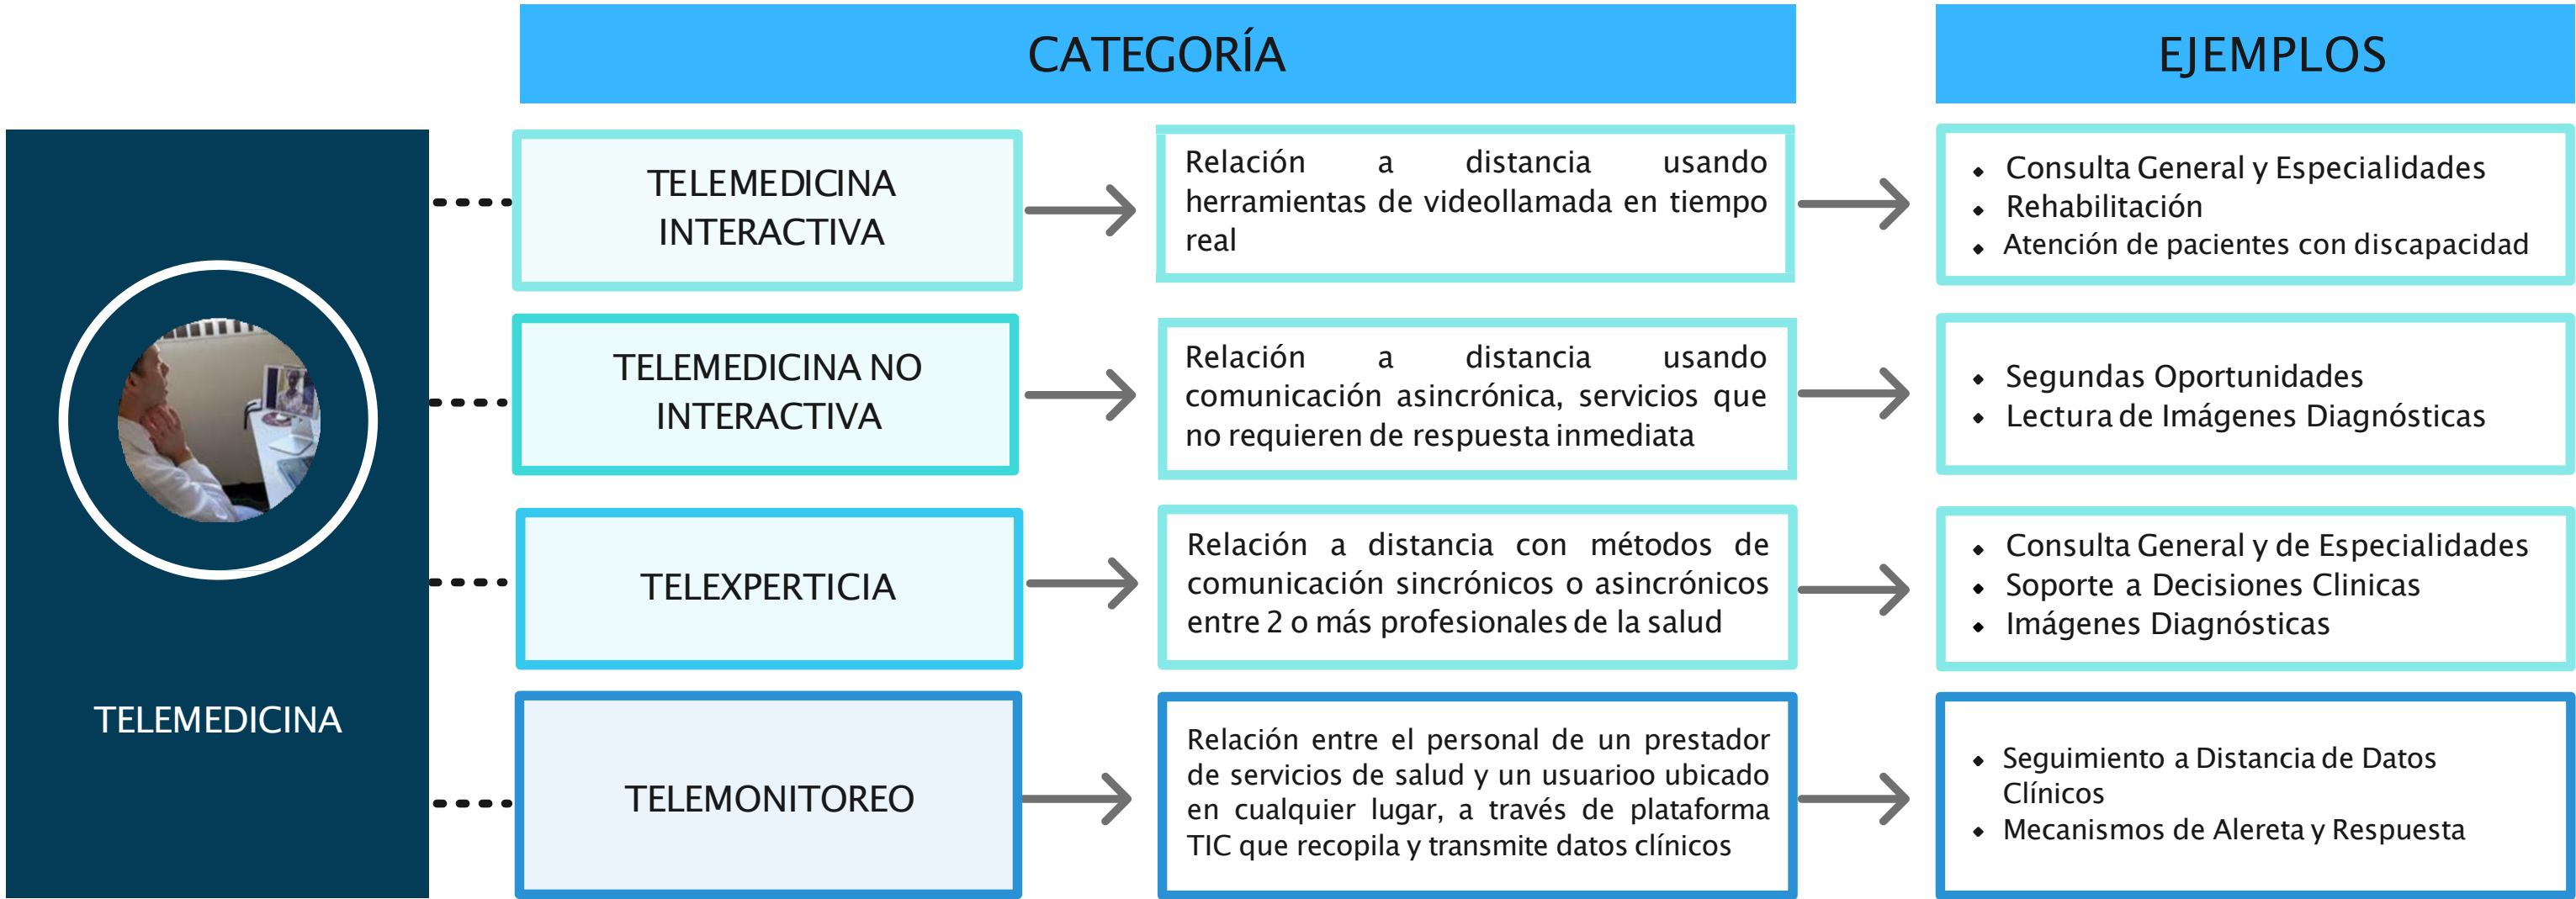 CATEGORÍA
EJEMPLOS
TELEMEDICINA
TELEMEDICINA
INTERACTIVA
Relación a distancia usando
herramientas de videollamada en tiempo
real
• Consulta General y Especialidades
• Rehabilitación
• Atención de pacientes con discapacidad
TELEMEDICINA NO
INTERACTIVA
Relación a distancia usando
comunicación asincrónica, servicios que
no requieren de respuesta inmediata
• Segundas Oportunidades
• Lectura de Imágenes Diagnósticas
TELEXPERTICIA
Relación a distancia con métodos de
comunicación sincrónicos o asincrónicos
entre 2 o más profesionales de la salud
• Consulta General y de Especialidades
• Soporte a Decisiones Clinicas
• Imágenes Diagnósticas
TELEMONITOREO
Relación entre el personal de un prestador
de servicios de salud y un usuarioo ubicado
en cualquier lugar, a través de plataforma
TIC que recopila y transmite datos clínicos
• Seguimiento a Distancia de Datos
Clínicos
• Mecanismos de Alereta y Respuesta